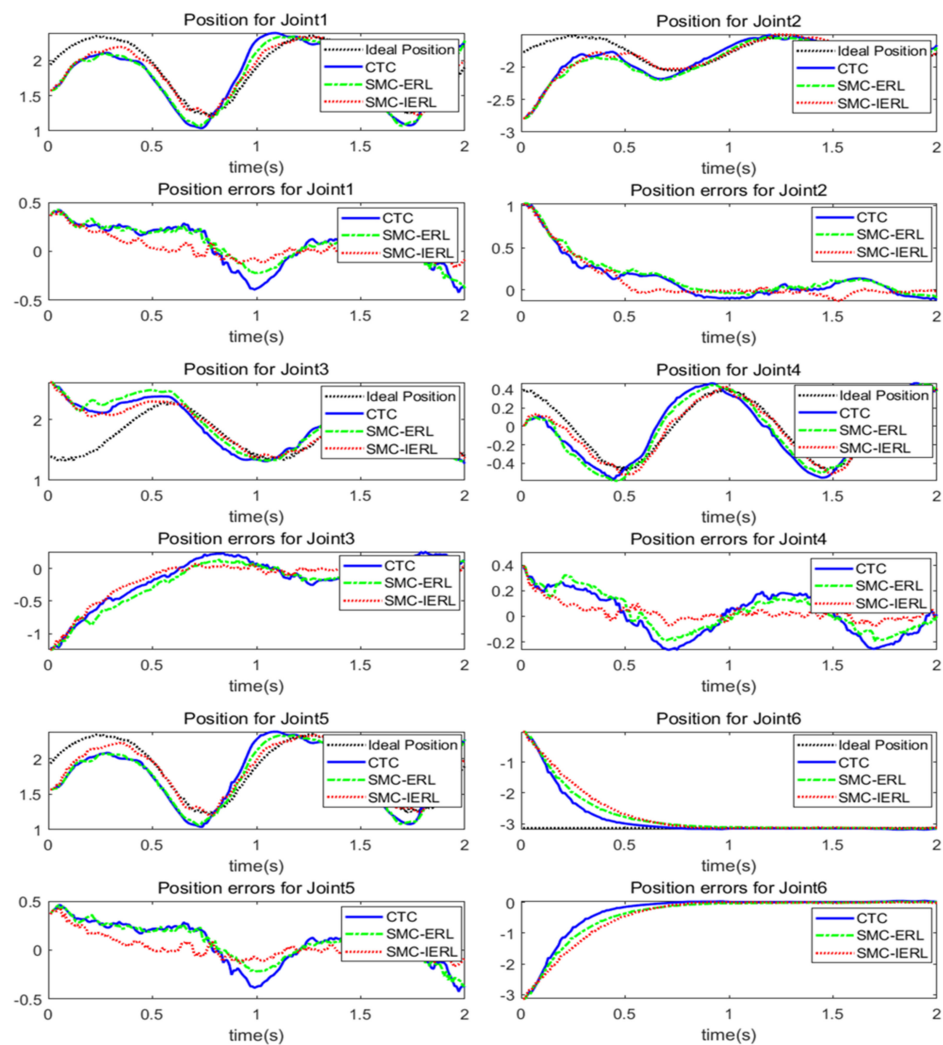 Position for Joint1
2
1.5
1
Ideal Position
CTC
SMC-ERL
SMC-IERL
0 0.5 1 1.5 2
time(s)
Position for Joint2
-2
-2.5
-3
Ideal Position
CTC
SMC-ERL
SMC-IERL
0 0.5 1 1.5 2
time(s)
Position errors for Joint1
0.5
0
-0.5
CTC
SMC-ERL
SMC-IERL
0 0.5 1 1.5 2
time(s)
Position errors for Joint2
1
0.5
0
CTC
SMC-ERL
SMC-IERL
0 0.5 1 1.5 2
time(s)
Position for Joint3
2
1
Ideal Position
CTC
SMC-ERL
SMC-IERL
0 0.5 1 1.5 2
time(s)
Position for Joint4
0.4
0.2
0
-0.2
-0.4
Ideal Position
CTC
SMC-ERL
SMC-IERL
0 0.5 1 1.5 2
time(s)
Position errors for Joint3
0
-0.5
-1
CTC
SMC-ERL
SMC-IERL
0 0.5 1 1.5 2
time(s)
Position errors for Joint4
0.4
0.2
0
-0.2
CTC
SMC-ERL
SMC-IERL
0 0.5 1 1.5 2
time(s)
Position for Joint5
2
1.5
1
Ideal Position
CTC
SMC-ERL
SMC-IERL
0 0.5 1 1.5 2
time(s)
Position for Joint6
-1
-2
-3
Ideal Position
CTC
SMC-ERL
SMC-IERL
0 0.5 1 1.5 2
time(s)
Position errors for Joint5
0.5
0
-0.5
CTC
SMC-ERL
SMC-IERL
0 0.5 1 1.5 2
time(s)
Position errors for Joint6
0
-1
-2
-3
CTC
SMC-ERL
SMC-IERL
0 0.5 1 1.5 2
time(s)